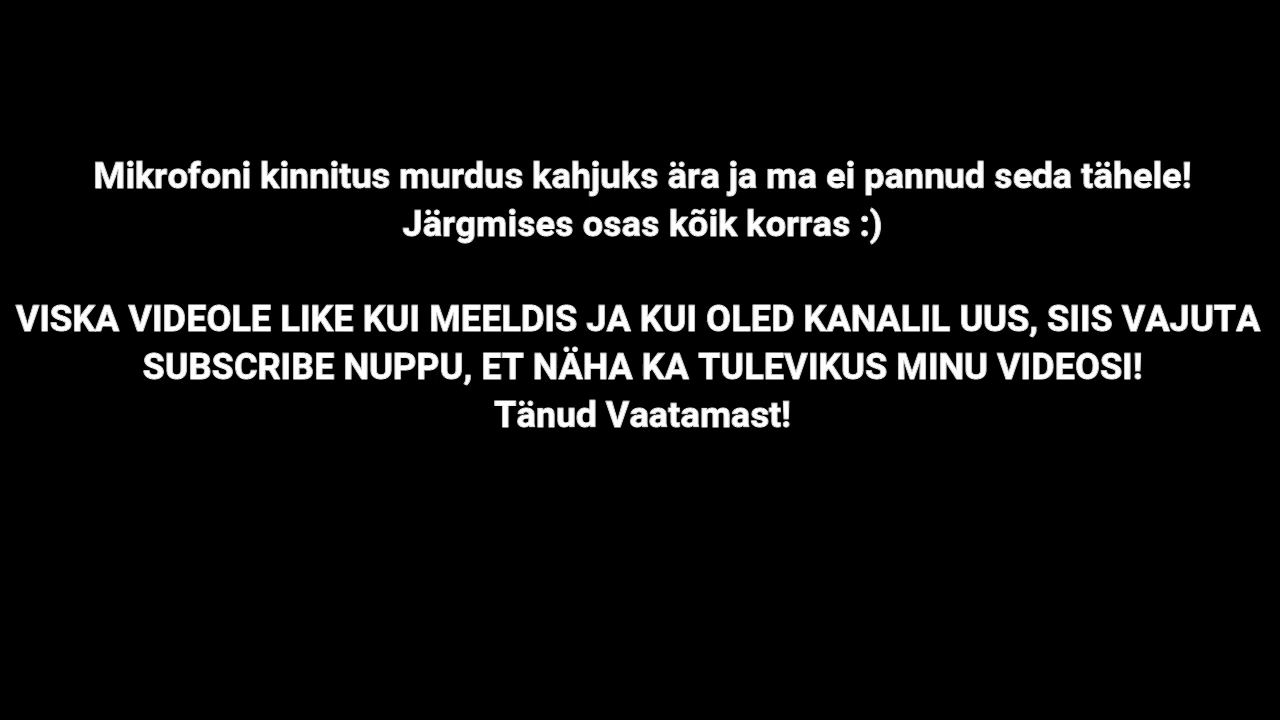 Mikrofoni kinnitus murdus kahjuks ära ja ma ei pannud seda tähele!
Järgmises osas kõik korras :)
VISKA VIDEOLE LIKE KUI MEELDIS JA KUI OLED KANALIL UUS, SIIS VAJUTA
SUBSCRIBE NUPPU, ET NÄHA KA TULEVIKUS MINU VIDEOSI!
Tänud Vaatamast!